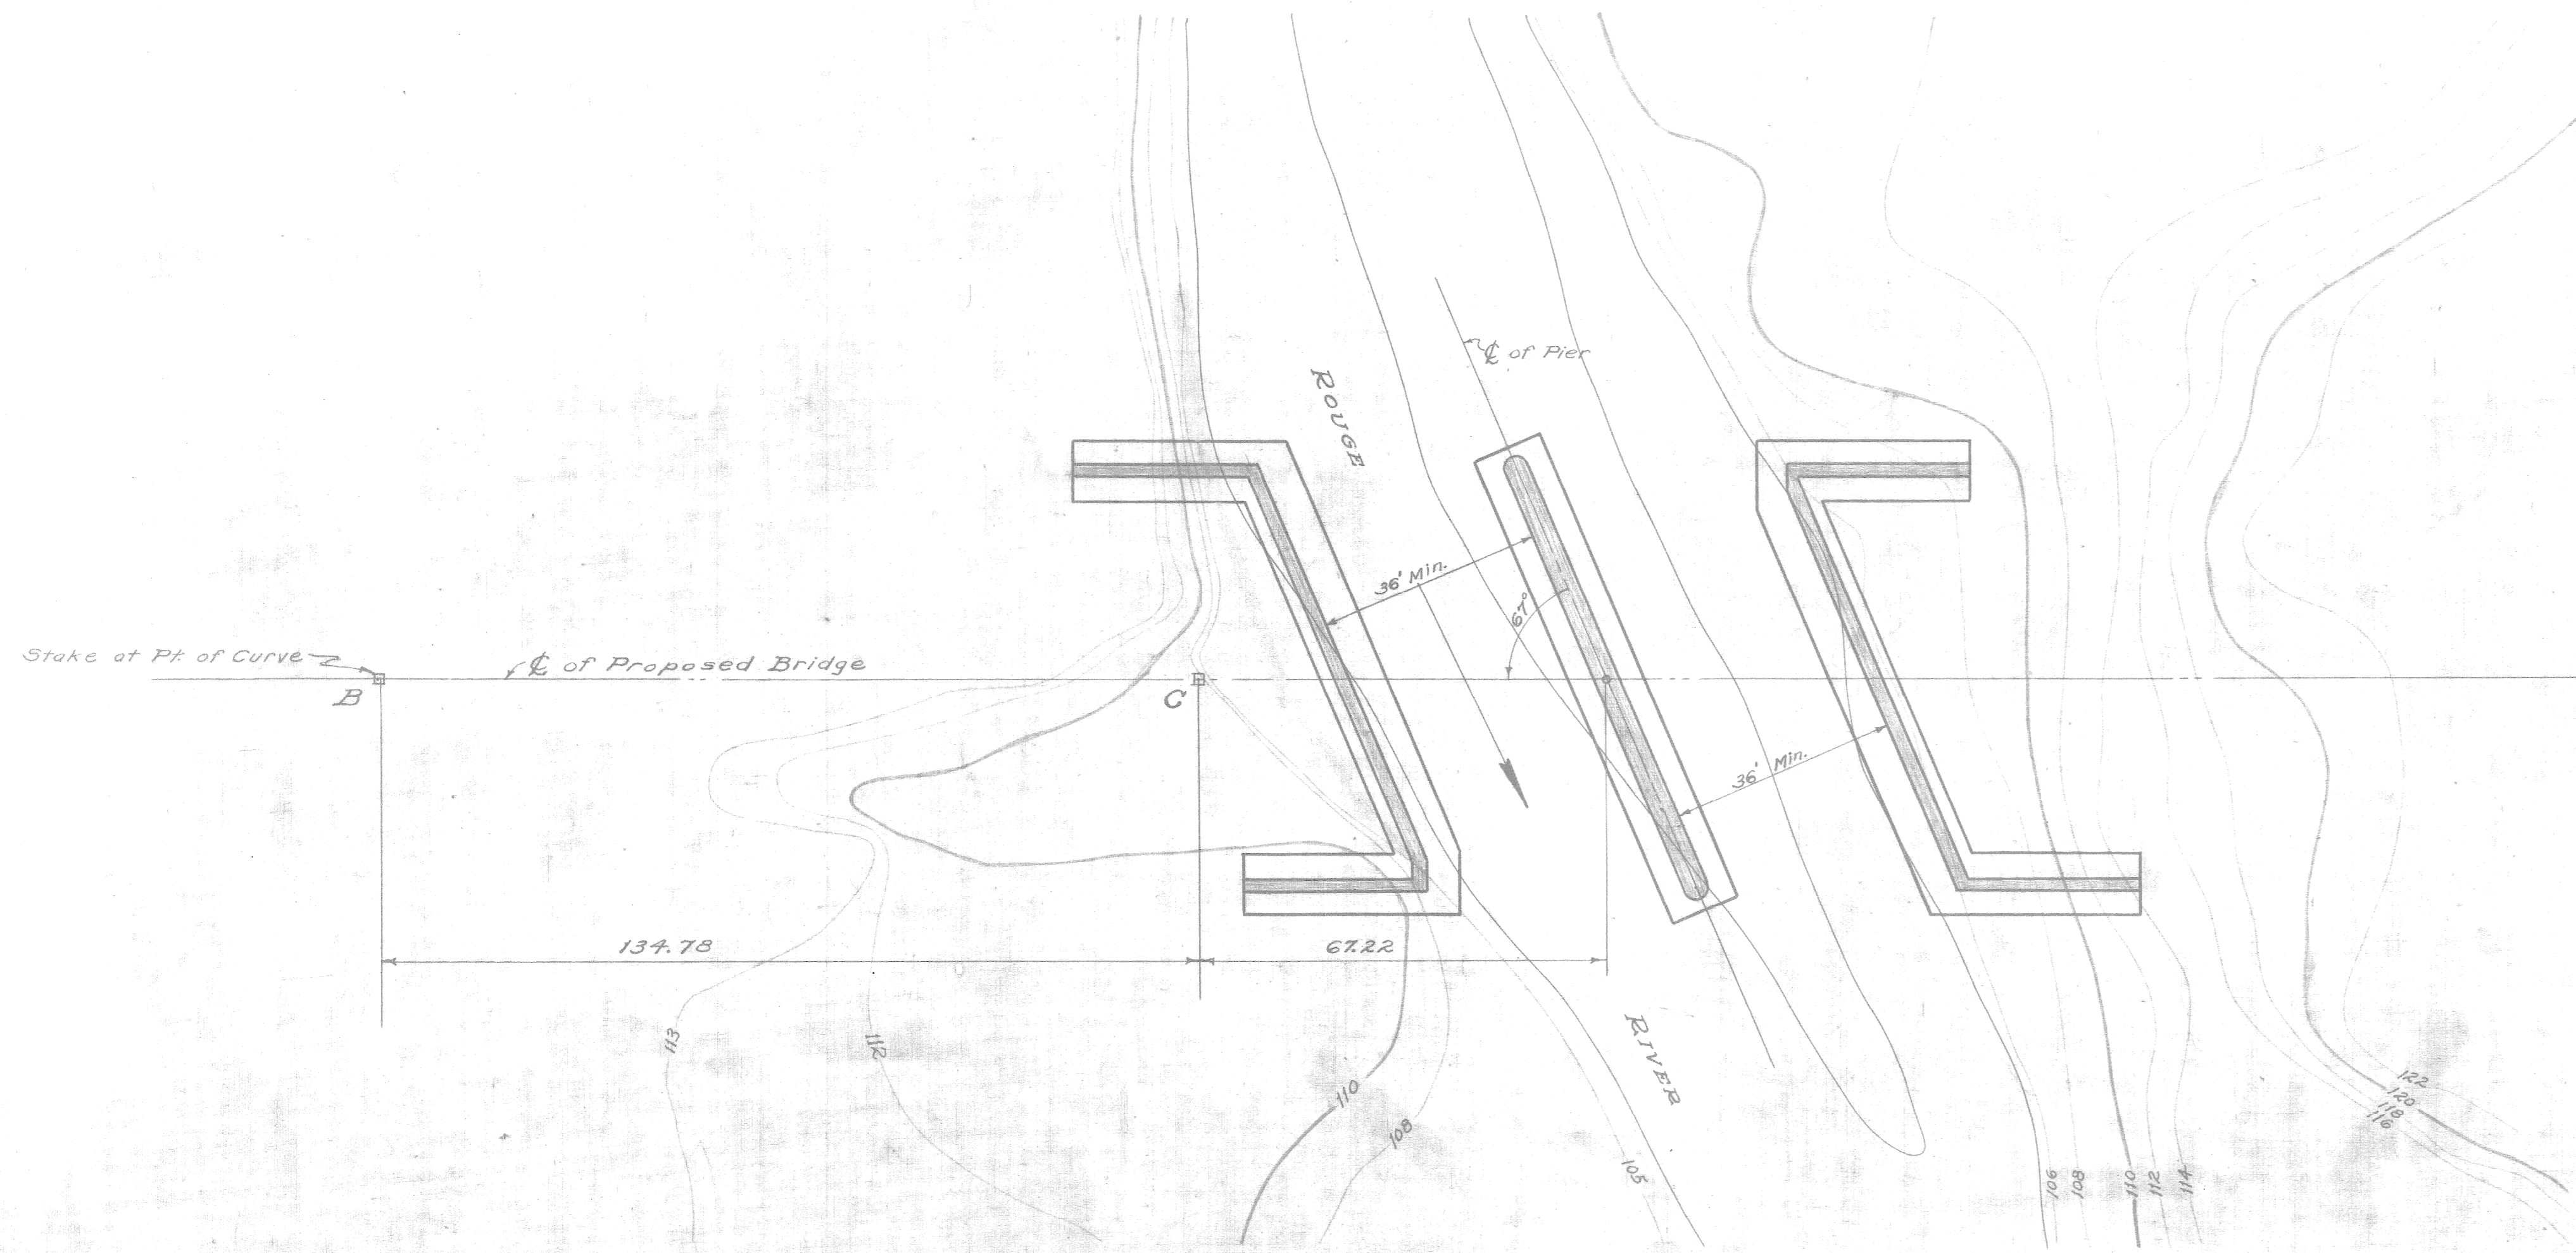 ℄ of Pier
ROUGE
36' Min.
67°
Stake at Pt. of Curve
℄ of Proposed Bridge
B
C
36' Min.
134.78
67.22
RIVER
113
112
110
108
105
106
108
110
112
114
122
120
118
116